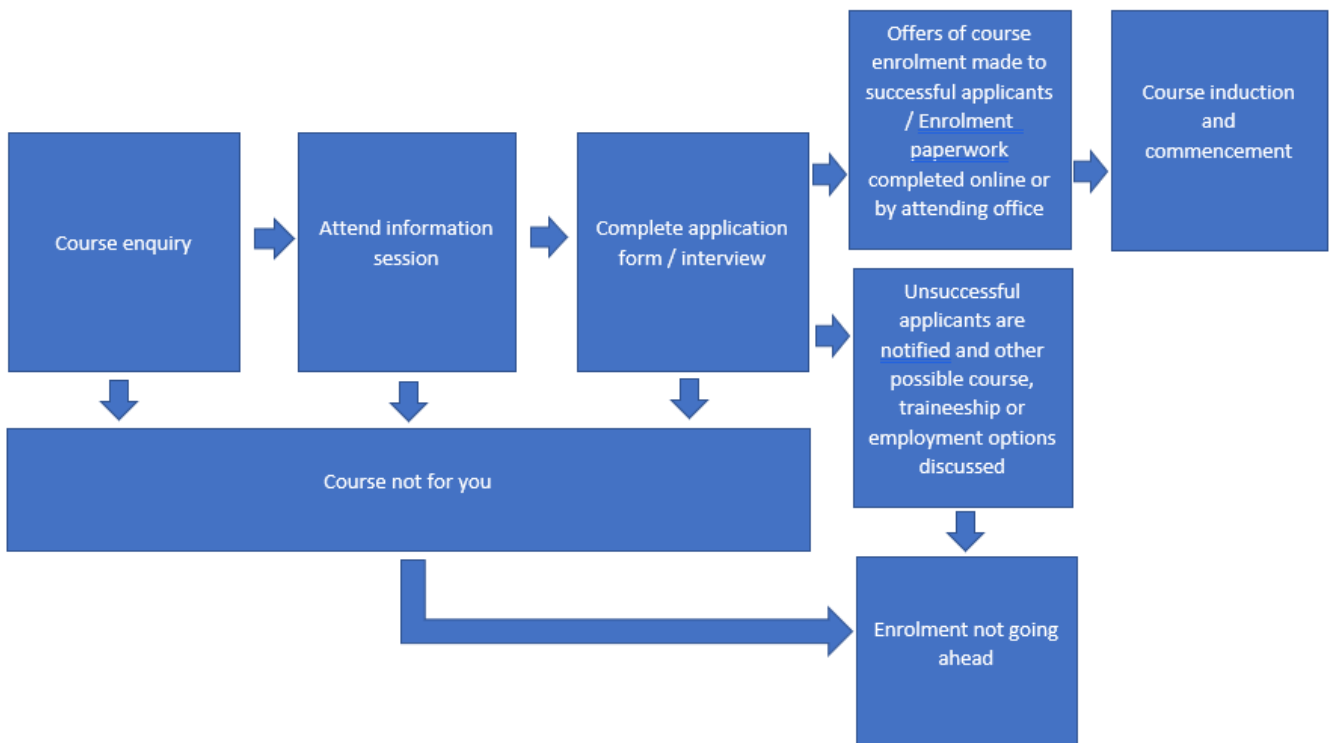 Course enquiry
Attend information
session
Complete application
form / interview
Offers of course
enrolment made to
successful applicants
/ Enrolment
paperwork
completed online or
by attending office
Course induction
and
commencement
Unsuccessful
applicants are
notified and other
possible course,
traineeship or
employment options
discussed
Course not for you
Enrolment not going
ahead